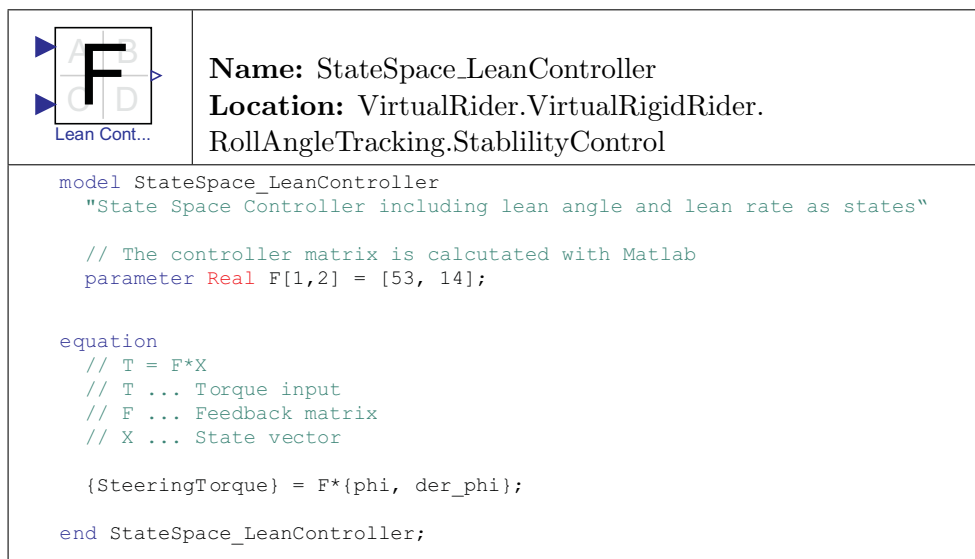 A B
C D
F
Lean Cont...
Name: StateSpace_LeanController
Location: VirtualRider.VirtualRigidRider.
RollAngleTracking.StablilityControl
model StateSpace_LeanController
"State Space Controller including lean angle and lean rate as states“
// The controller matrix is calcutated with Matlab
parameter Real F[1,2] = [53, 14];
equation
// T = F*X
// T ... Torque input
// F ... Feedback matrix
// X ... State vector
{SteeringTorque} = F*{phi, der_phi};
end StateSpace_LeanController;